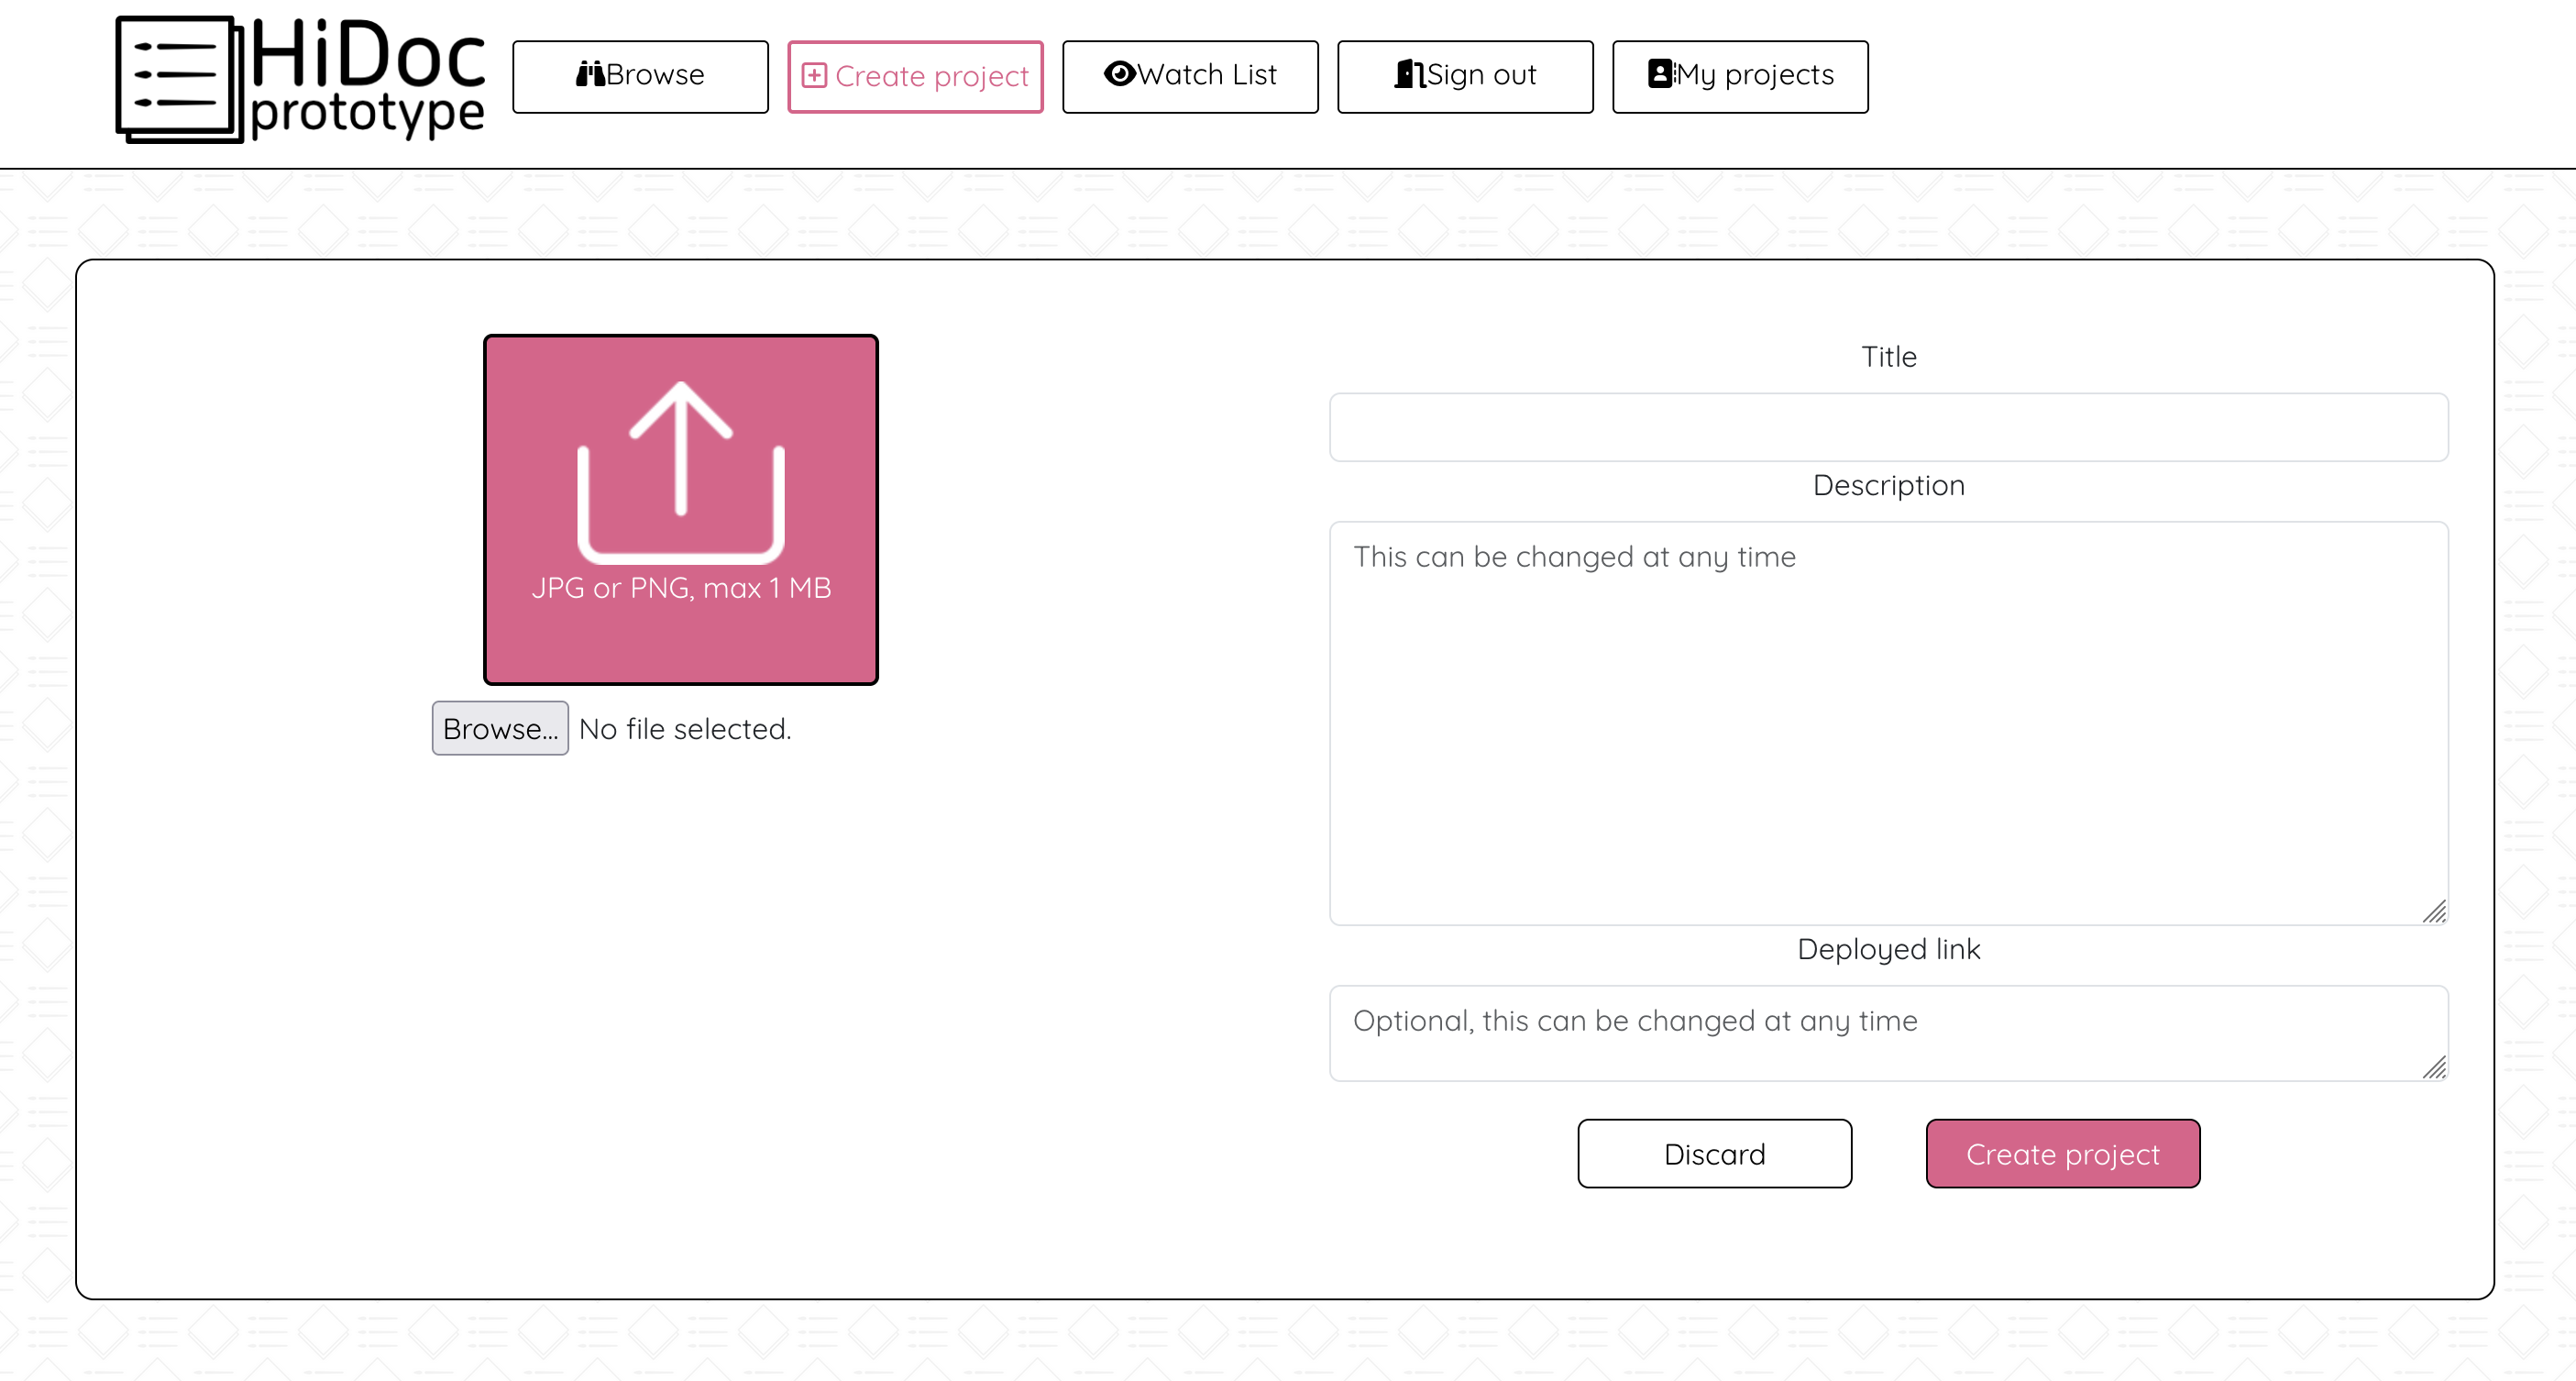 HiDoc
prototype
Browse
Create project
Watch List
Sign out
My projects
JPG or PNG, max 1 MB
Browse... No file selected.
Title
Description
This can be changed at any time
Deployed link
Optional, this can be changed at any time
Discard
Create project